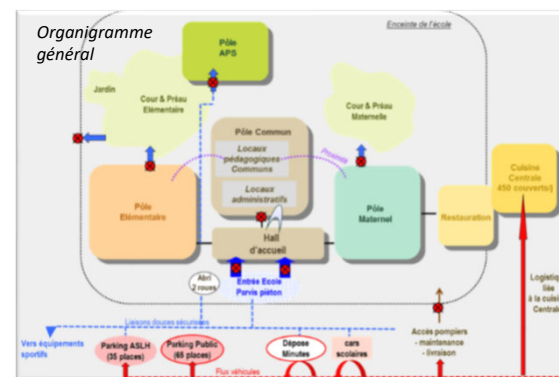 Organigramme
général
Enceinte de l'école
Pôle
APS
Jardin
Cour & Préau
Elémentaire
Cour & Préau
Maternelle
Pôle Commun
Locaux
pédagogiques
Communs
Locaux
administratifs
Proximité
Cuisine
Centrale
450 couverts/j
Pôle
Elémentaire
Pôle
Maternel
Restauration
Hall
d'accueil
Abri
2 roues
Entrée Ecole
Parvis piéton
Logistique
liée
à la cuisine
Centrale
Liaisons douces sécurisées
Vers équipements
sportifs
Parking ASLH
(35 places)
Parking Public
(65 places)
Dépose
Minutes
cars
scolaires
Accès pompiers
- maintenance
- livraison
Flux véhicules